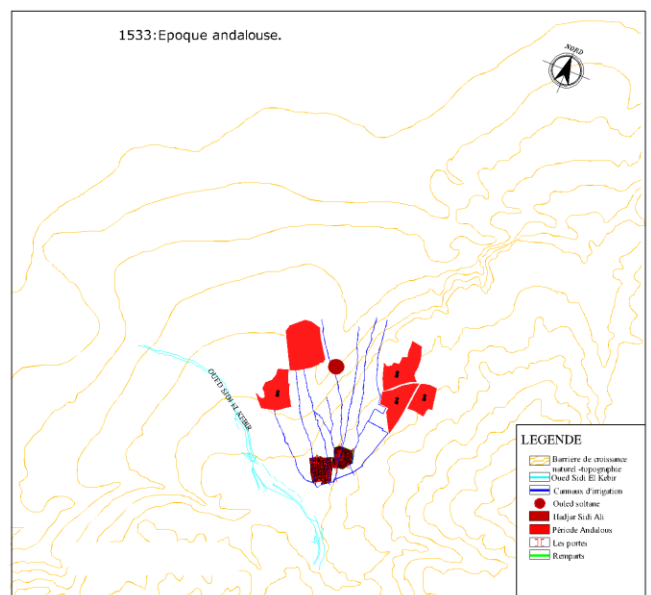 1533:Epoque andalouse.
NORD
OUED SIDI EL KEBIR
LEGENDE
Barriere de croissance
naturel -topographie
Oued Sidi El Kebir
Cannaux d'irrigation
Ouled soltane
Hadjar Sidi Ali
Période Andalous
Les portes
Remparts